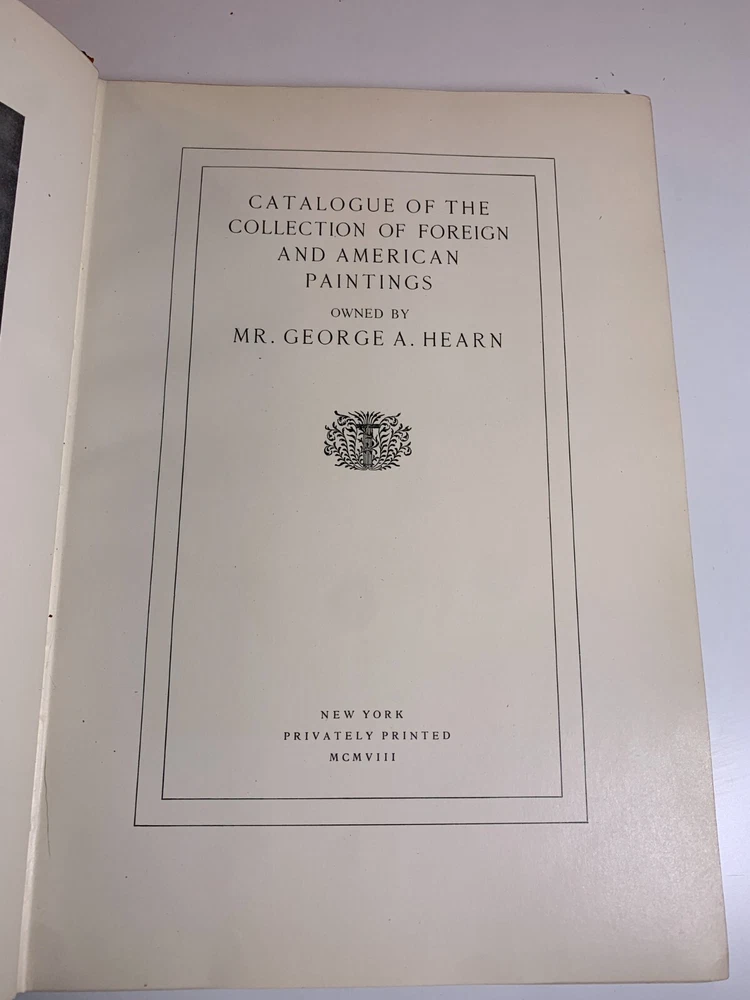 CATALOGUE OF THE
COLLECTION OF FOREIGN
AND AMERICAN
PAINTINGS
OWNED BY
MR. GEORGE A. HEARN
NEW YORK
PRIVATELY PRINTED
MCMVIII